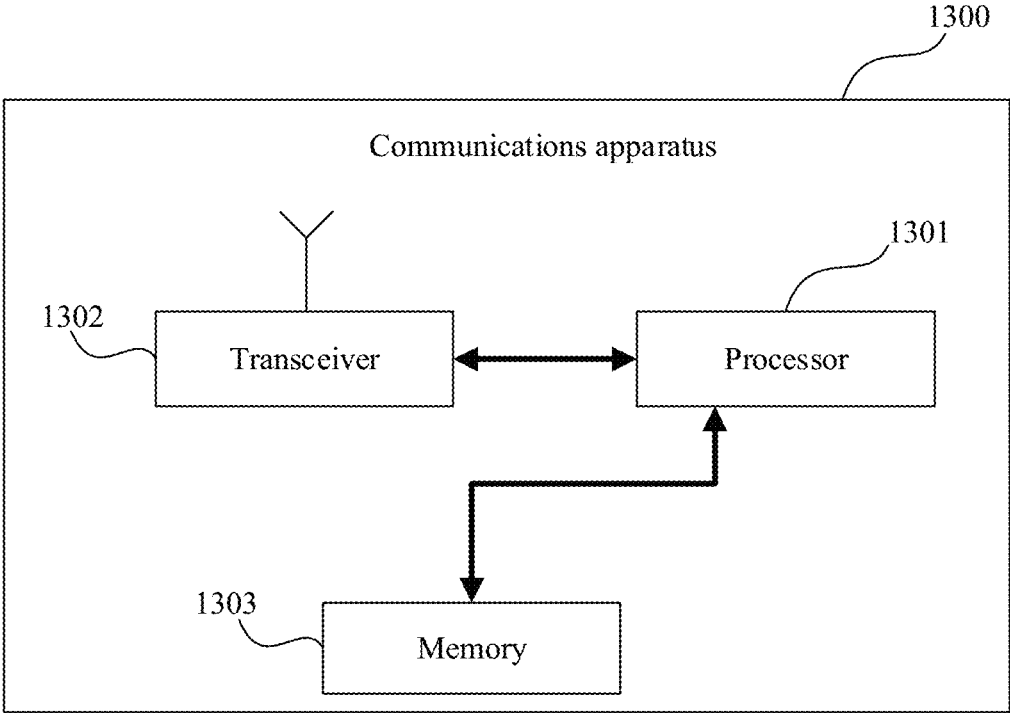 1300
Communications apparatus
1301
1302
Transceiver
Processor
1303
Memory